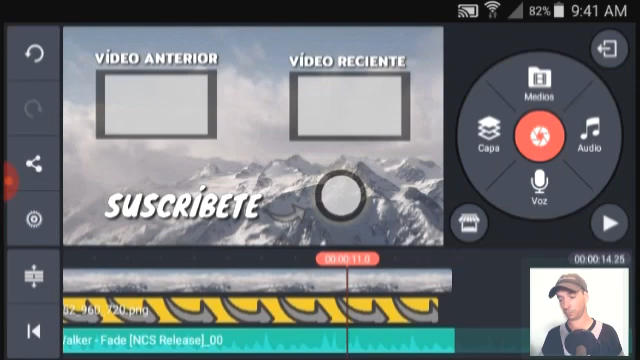 82% 9:41 AM
VÍDEO ANTERIOR
VÍDEO RECIENTE
SUSCRÍBETE
Medios
Capa
Audio
Voz
00:00:11.0
00:00:14.25
02_960_720.png
Walker - Fade [NCS Release]_00